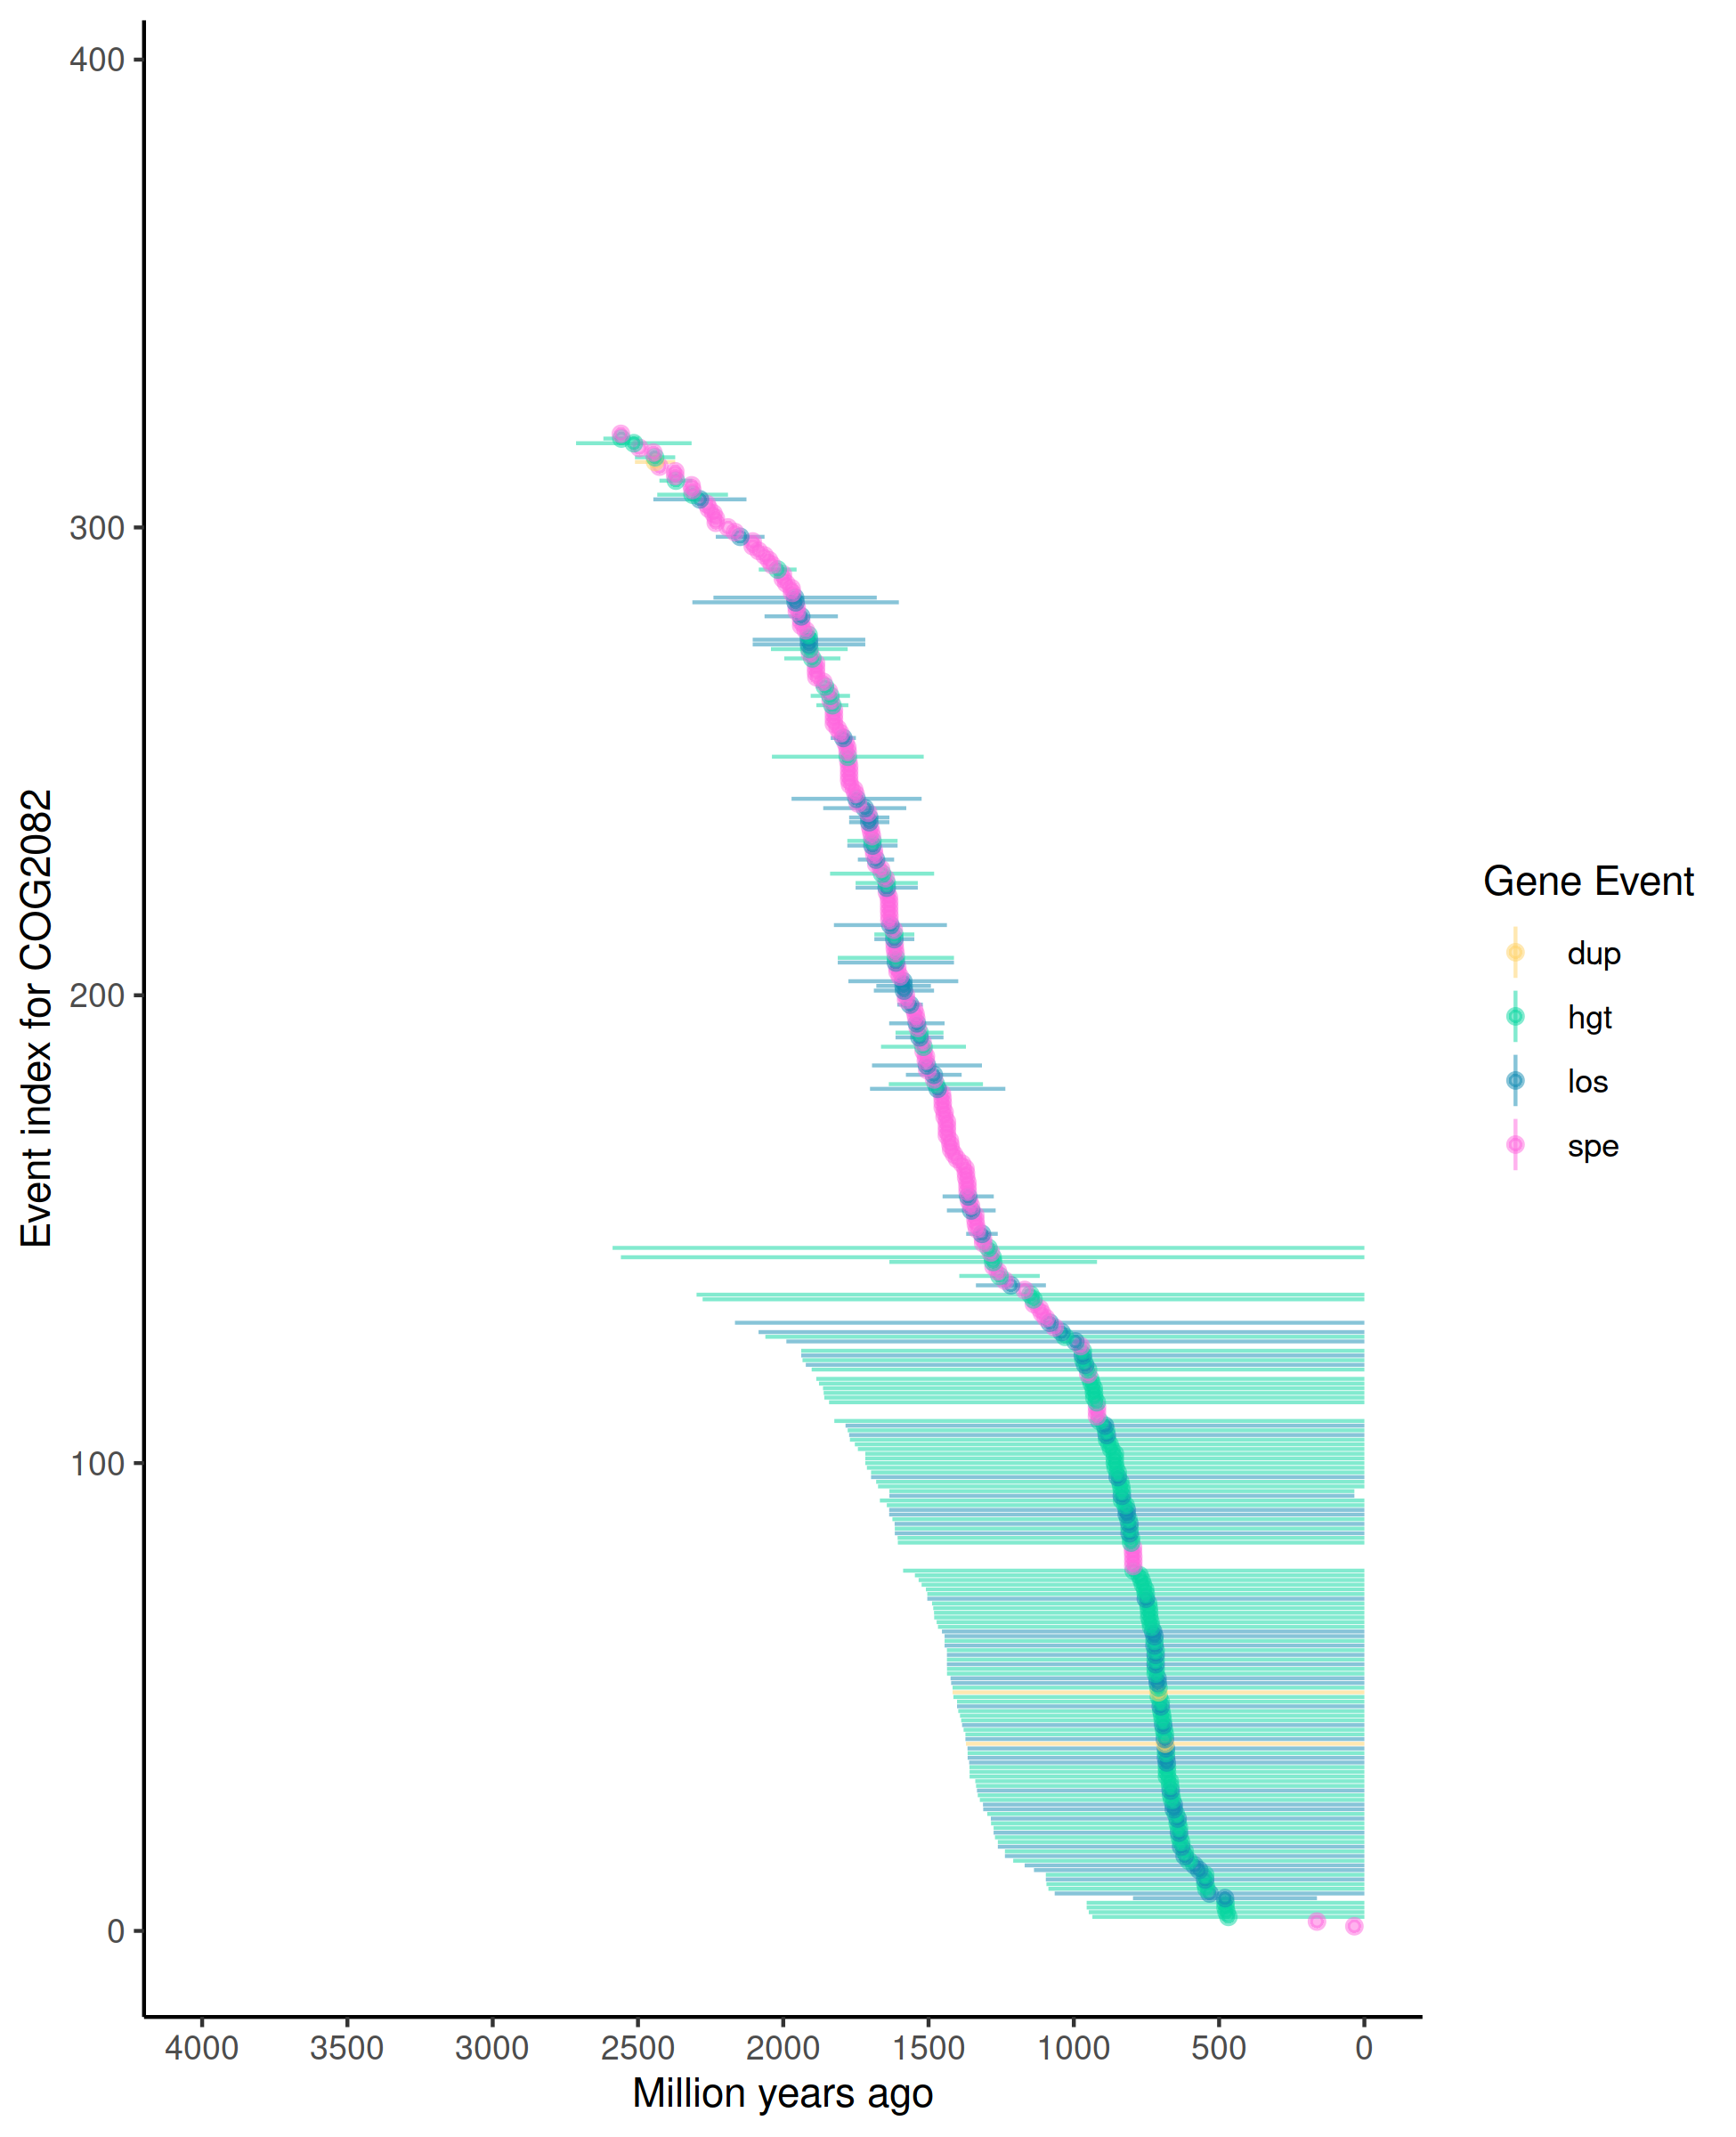 400
300
200
100
0
Event index for COG2082
4000 3500 3000 2500 2000 1500 1000 500 0
Million years ago
Gene Event
dup
hgt
los
spe